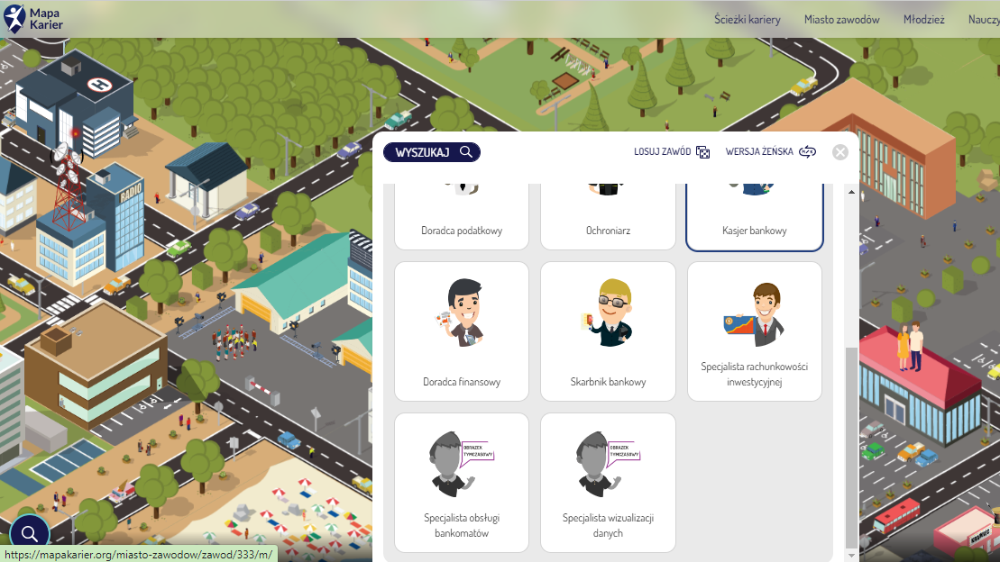 Mapa
Karier
Ścieżki kariery
Miasto zawodów
Młodzież
Nauczy
H
RADIO
WYSZUKAJ
LOSUJ ZAWÓD
WERSJA ŻEŃSKA
Doradca podatkowy
Ochroniarz
Kasjer bankowy
Doradca finansowy
Skarbnik bankowy
Specjalista rachunkowości
inwestycyjnej
OBRAZEK
TYMCZASOWY
OBRAZEK
TYMCZASOWY
Specjalista obsługi
bankomatów
Specjalista wizualizacji
danych
KRAWIEC
https://mapakarier.org/miasto-zawodow/zawod/333/m/